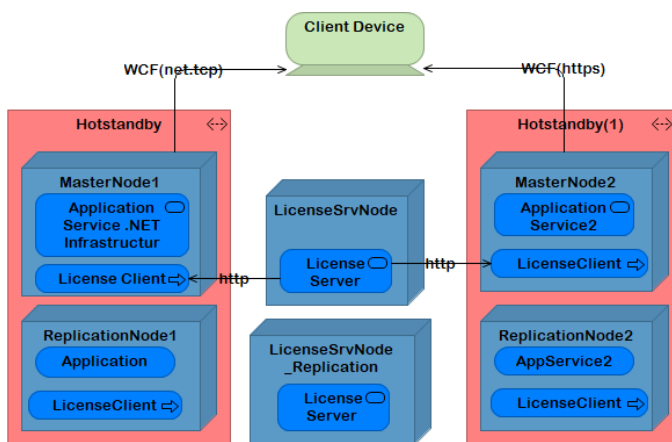 Client Device
WCF(net.tcp)
WCF(https)
Hotstandby
Hotstandby(1)
MasterNode1
Application
Service .NET
Infrastructur
License Client
LicenseSrvNode
License
Server
http
http
MasterNode2
Application
Service2
LicenseClient
ReplicationNode1
Application
LicenseClient
LicenseSrvNode
_Replication
License
Server
ReplicationNode2
AppService2
LicenseClient